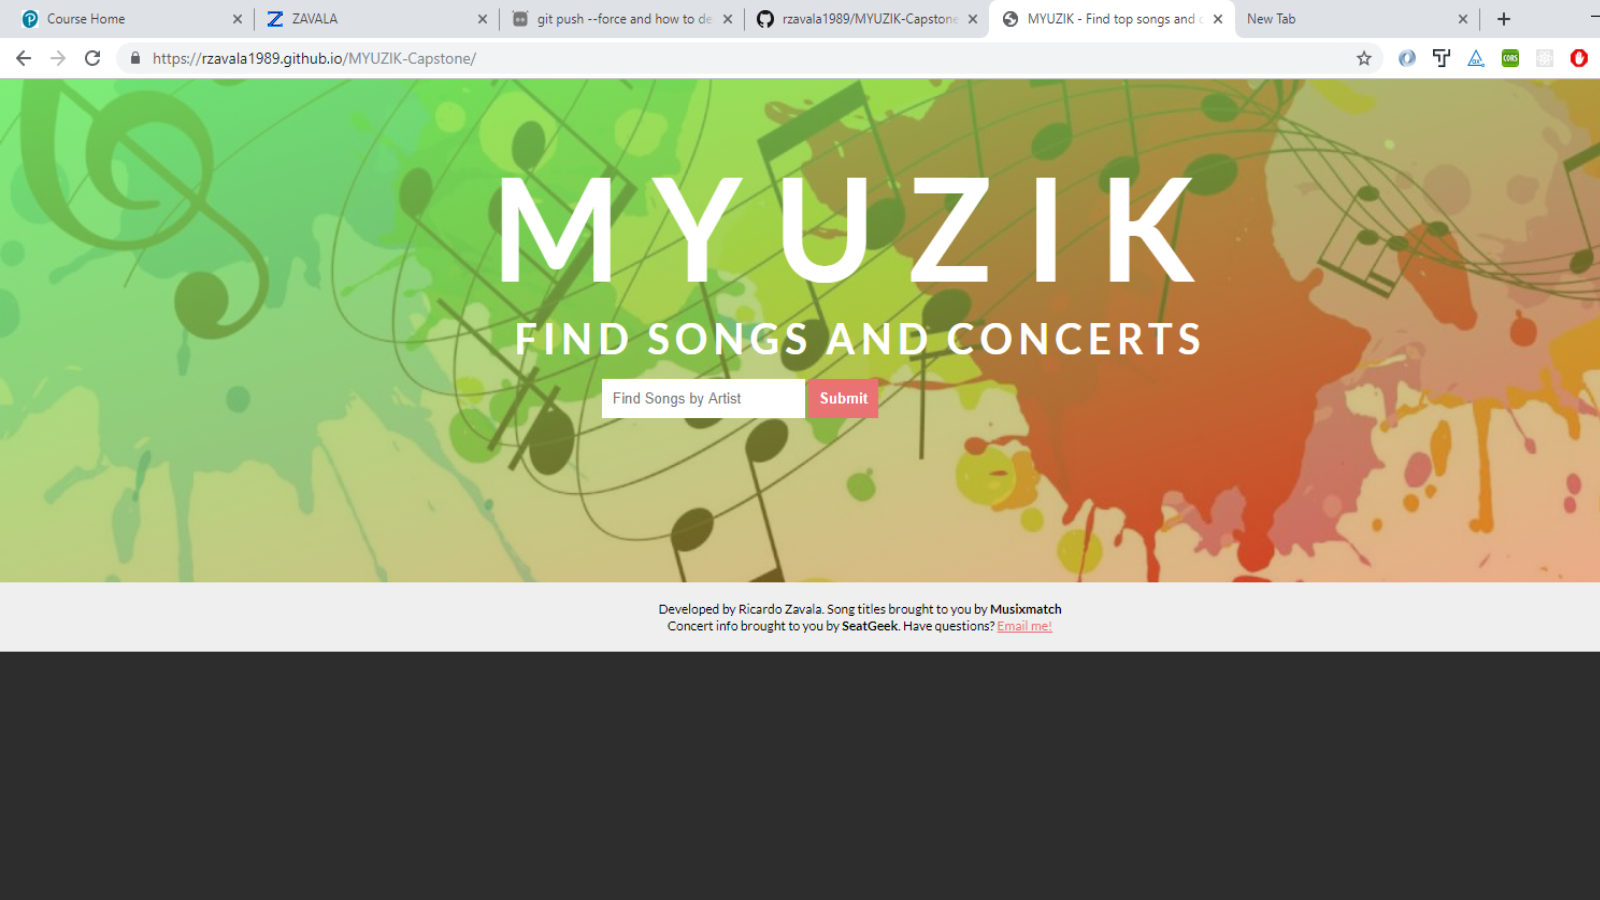 Course Home
ZAVALA
git push --force and how to de
rzavala1989/MYUZIK-Capstone
MYUZIK - Find top songs and c
New Tab
https://rzavala1989.github.io/MYUZIK-Capstone/
CORS
MYUZIK
FIND SONGS AND CONCERTS
Find Songs by Artist
Submit
Developed by Ricardo Zavala. Song titles brought to you by Musixmatch
Concert info brought to you by SeatGeek. Have questions? Email me!